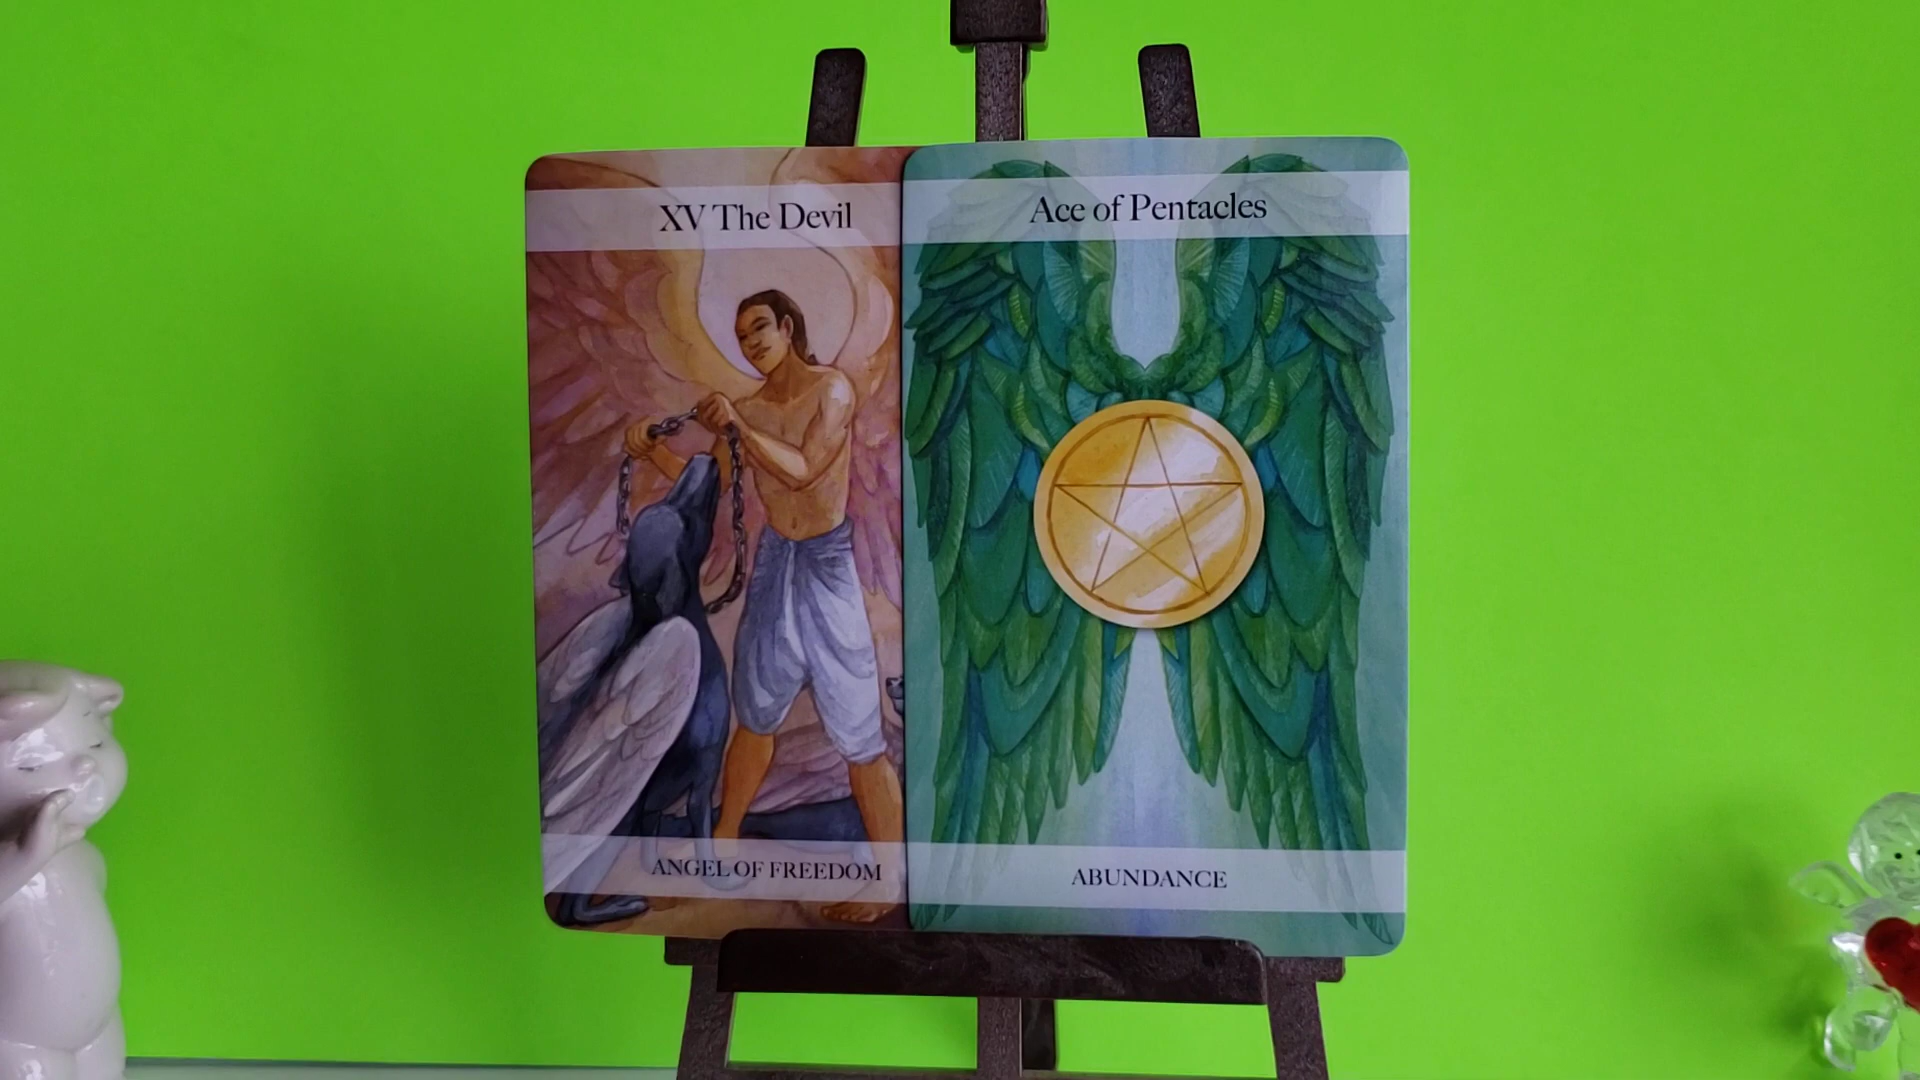 XV The Devil
ANGEL OF FREEDOM
Ace of Pentacles
ABUNDANCE